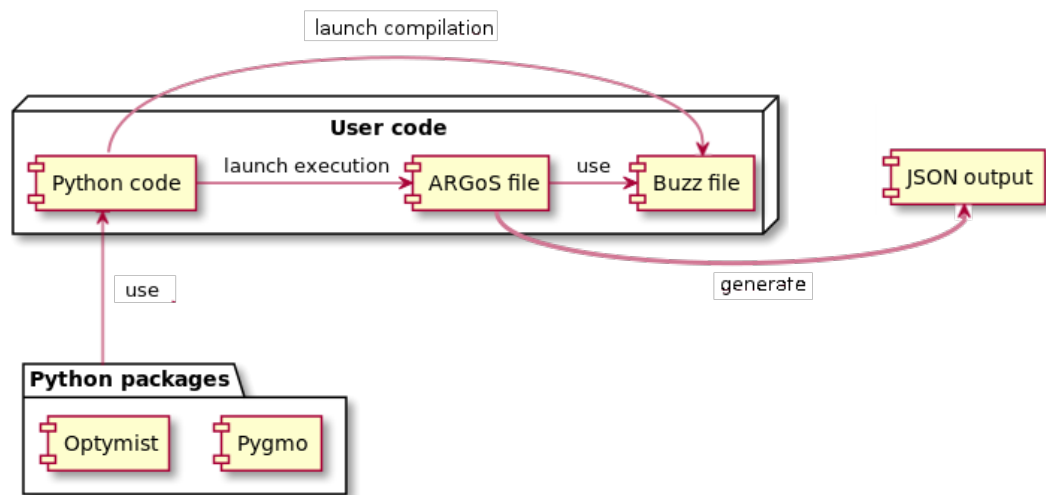 launch compilation
User code
Python code
launch execution
ARGoS file
use
Buzz file
JSON output
use
generate
Python packages
Optymist
Pygmo